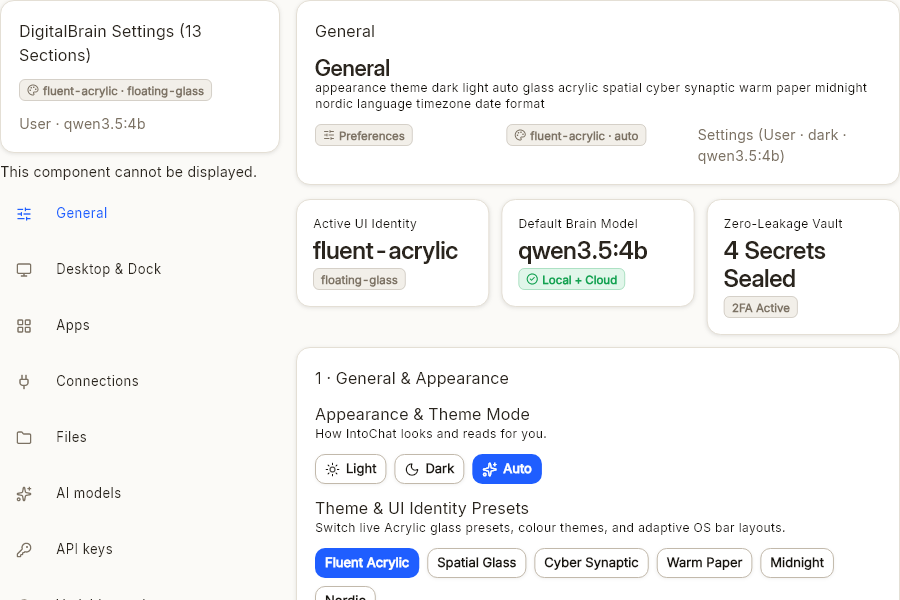 DigitalBrain Settings (13
Sections)
fluent-acrylic · floating-glass
User · qwen3.5:4b
This component cannot be displayed.
General
Desktop & Dock
Apps
Connections
Files
AI models
API keys
General
General
appearance theme dark light auto glass acrylic spatial cyber synaptic warm paper midnight
nordic language timezone date format
Preferences
fluent-acrylic · auto
Settings (User · dark ·
qwen3.5:4b)
Active UI Identity
fluent-acrylic
floating-glass
Default Brain Model
qwen3.5:4b
Local + Cloud
Zero-Leakage Vault
4 Secrets
Sealed
2FA Active
1 · General & Appearance
Appearance & Theme Mode
How IntoChat looks and reads for you.
Light
Dark
Auto
Theme & UI Identity Presets
Switch live Acrylic glass presets, colour themes, and adaptive OS bar layouts.
Fluent Acrylic
Spatial Glass
Cyber Synaptic
Warm Paper
Midnight
Nordic